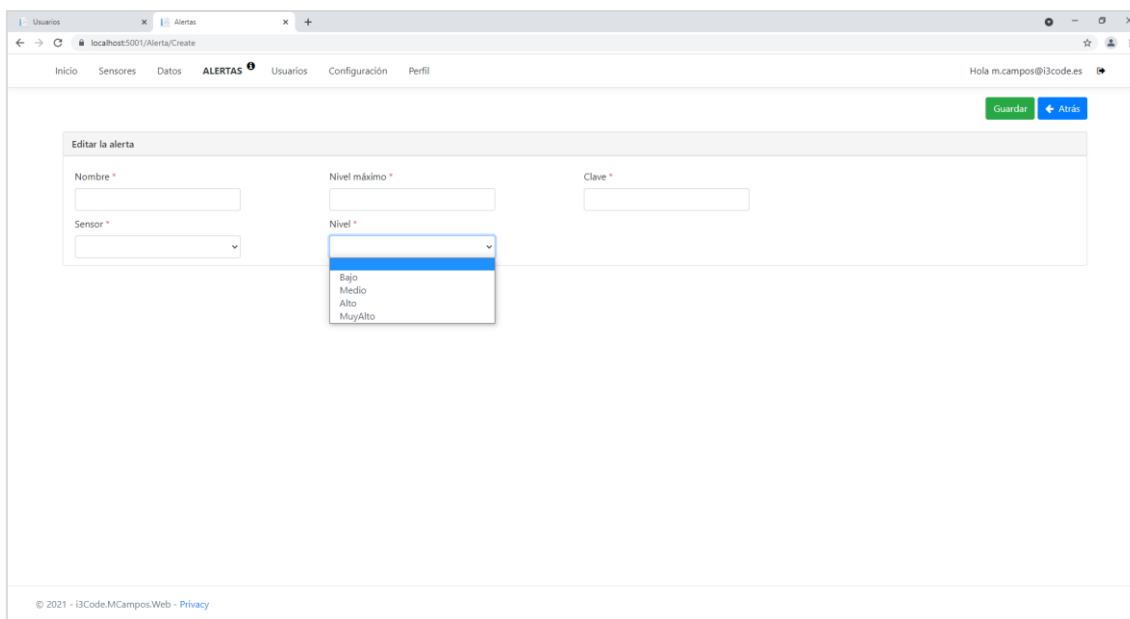 Usuarios Alertas
localhost:5001/Alerta/Create
Inicio Sensores Datos ALERTAS Usuarios Configuración Perfil Hola m.campos@i3code.es
Guardar Atrás
Editar la alerta
Nombre * Nivel máximo * Clave *
Sensor * Nivel *
Bajo
Medio
Alto
MuyAlto
© 2021 - i3Code.MCampos.Web - Privacy